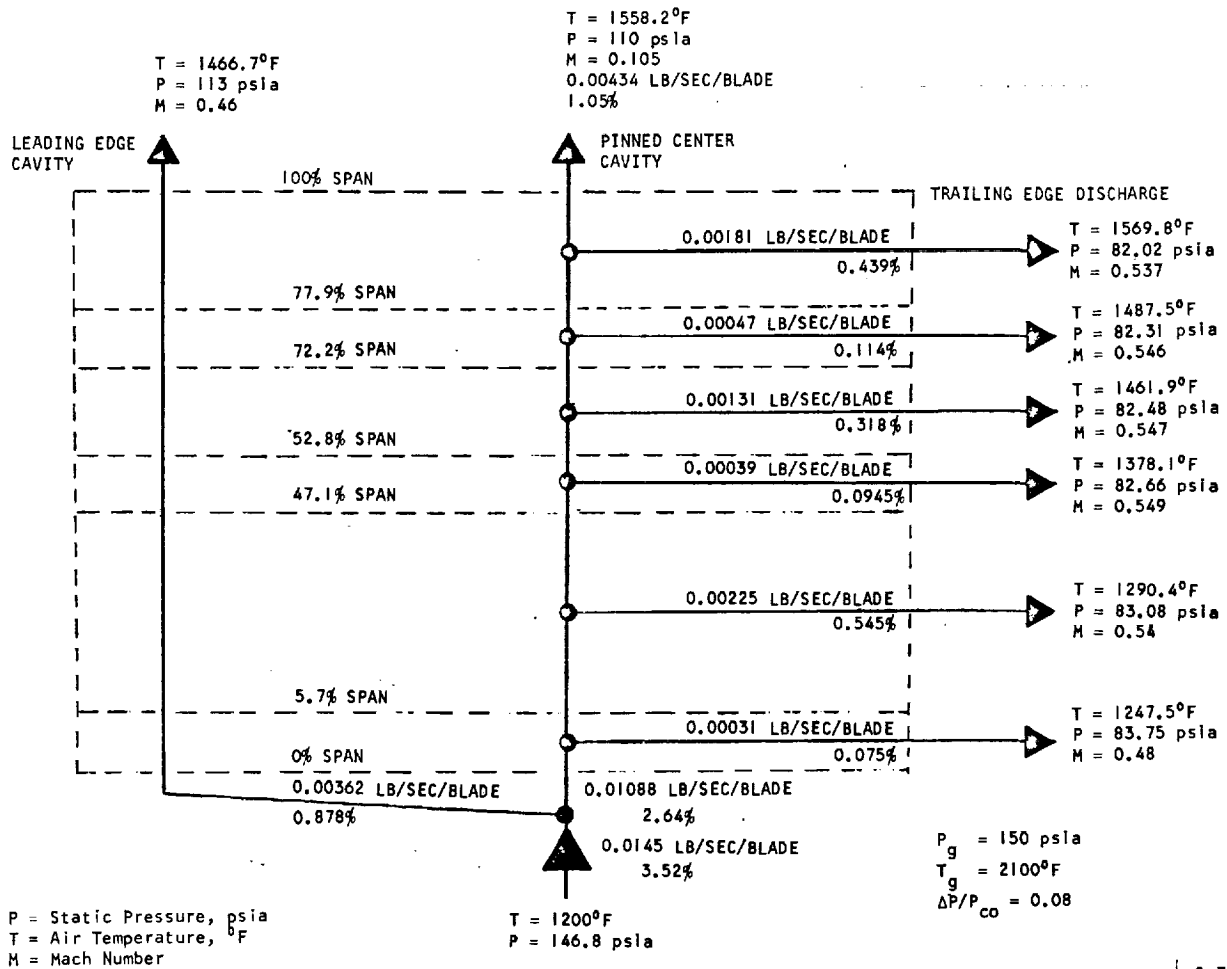 T = 1558.2°F
P = 110 psia
M = 0.105
0.00434 LB/SEC/BLADE
1.05%
T = 1466.7°F
P = 113 psia
M = 0.46
LEADING EDGE
CAVITY
PINNED CENTER
CAVITY
100% SPAN
TRAILING EDGE DISCHARGE
0.00181 LB/SEC/BLADE
0.439%
T = 1569.8°F
P = 82.02 psia
M = 0.537
77.9% SPAN
0.00047 LB/SEC/BLADE
0.114%
T = 1487.5°F
P = 82.31 psia
M = 0.546
72.2% SPAN
0.00131 LB/SEC/BLADE
0.318%
T = 1461.9°F
P = 82.48 psia
M = 0.547
52.8% SPAN
0.00039 LB/SEC/BLADE
0.0945%
T = 1378.1°F
P = 82.66 psia
M = 0.549
47.1% SPAN
0.00225 LB/SEC/BLADE
0.545%
T = 1290.4°F
P = 83.08 psia
M = 0.54
5.7% SPAN
0.00031 LB/SEC/BLADE
0.075%
T = 1247.5°F
P = 83.75 psia
M = 0.48
0% SPAN
0.00362 LB/SEC/BLADE
0.878%
0.01088 LB/SEC/BLADE
2.64%
0.0145 LB/SEC/BLADE
3.52%
Pg = 150 psia
Tg = 2100°F
ΔP/Pco = 0.08
T = 1200°F
P = 146.8 psia
P = Static Pressure, psia
T = Air Temperature, °F
M = Mach Number